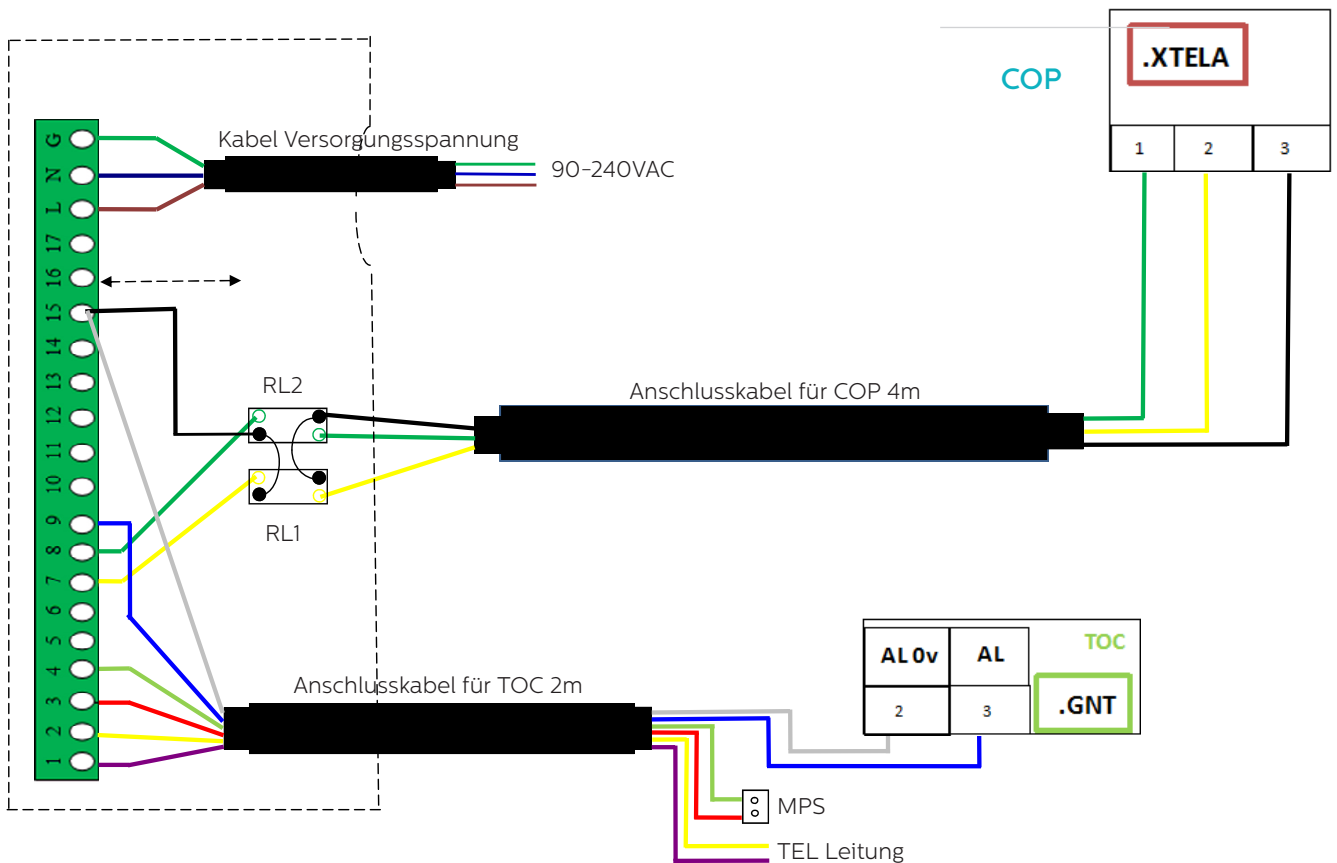 .XTELA
COP
1
2
3
G
N
L
17
16
15
14
13
12
11
10
9
8
7
6
5
4
3
2
1
Kabel Versorgungsspannung
90-240VAC
RL2
RL1
Anschlusskabel für COP 4m
Anschlusskabel für TOC 2m
AL 0v
AL
TOC
2
3
.GNT
MPS
TEL Leitung